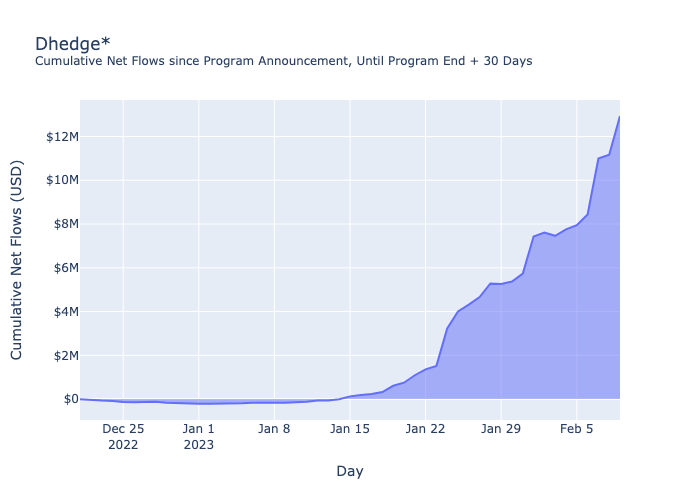 Dhedge*
Cumulative Net Flows since Program Announcement, Until Program End + 30 Days
Cumulative Net Flows (USD)
$12M
$10M
$8M
$6M
$4M
$2M
$0
Dec 25 Jan 1 Jan 8 Jan 15 Jan 22 Jan 29 Feb 5
2022 2023
Day